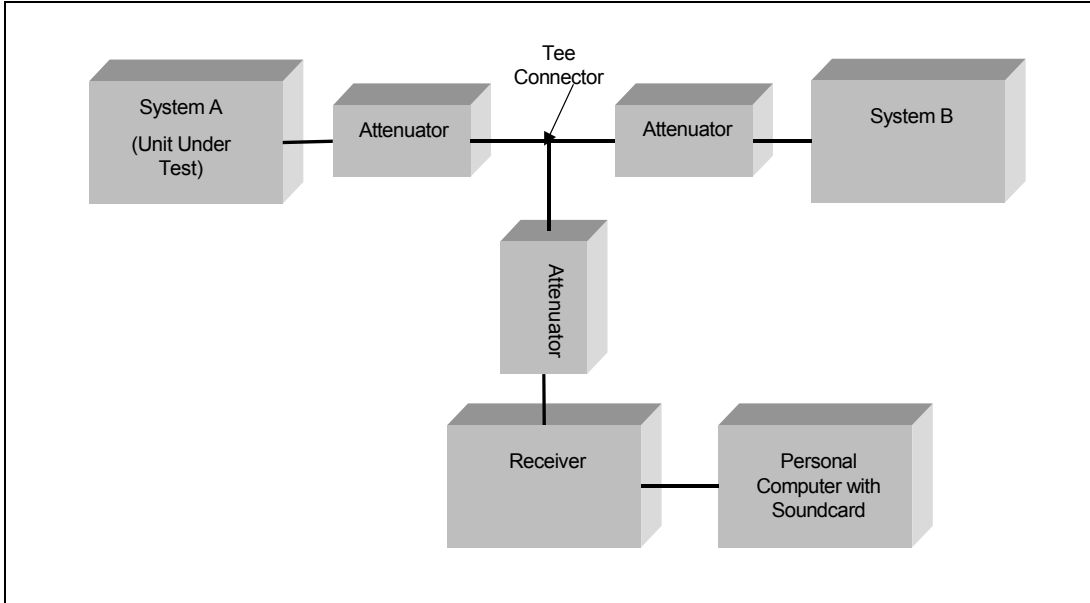 Tee
Connector
System A
(Unit Under
Test)
Attenuator
Attenuator
System B
Attenuator
Receiver
Personal
Computer with
Soundcard